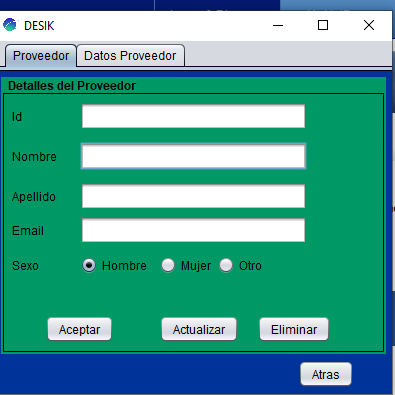 DESIK
Proveedor Datos Proveedor
Detalles del Proveedor
Id
Nombre
Apellido
Email
Sexo Hombre Mujer Otro
Aceptar Actualizar Eliminar
Atras